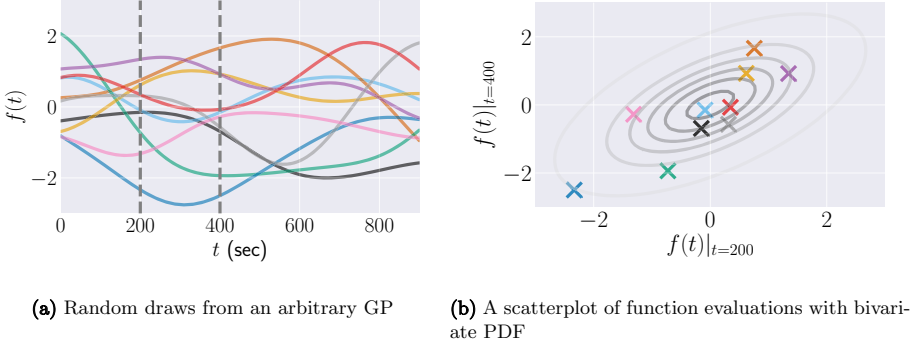 2
0
−2
f(t)
0
200
400
600
800
t (sec)
2
0
−2
f(t)|t=400
−2
0
2
f(t)|t=200
(a) Random draws from an arbitrary GP
(b) A scatterplot of function evaluations with bivari-
ate PDF